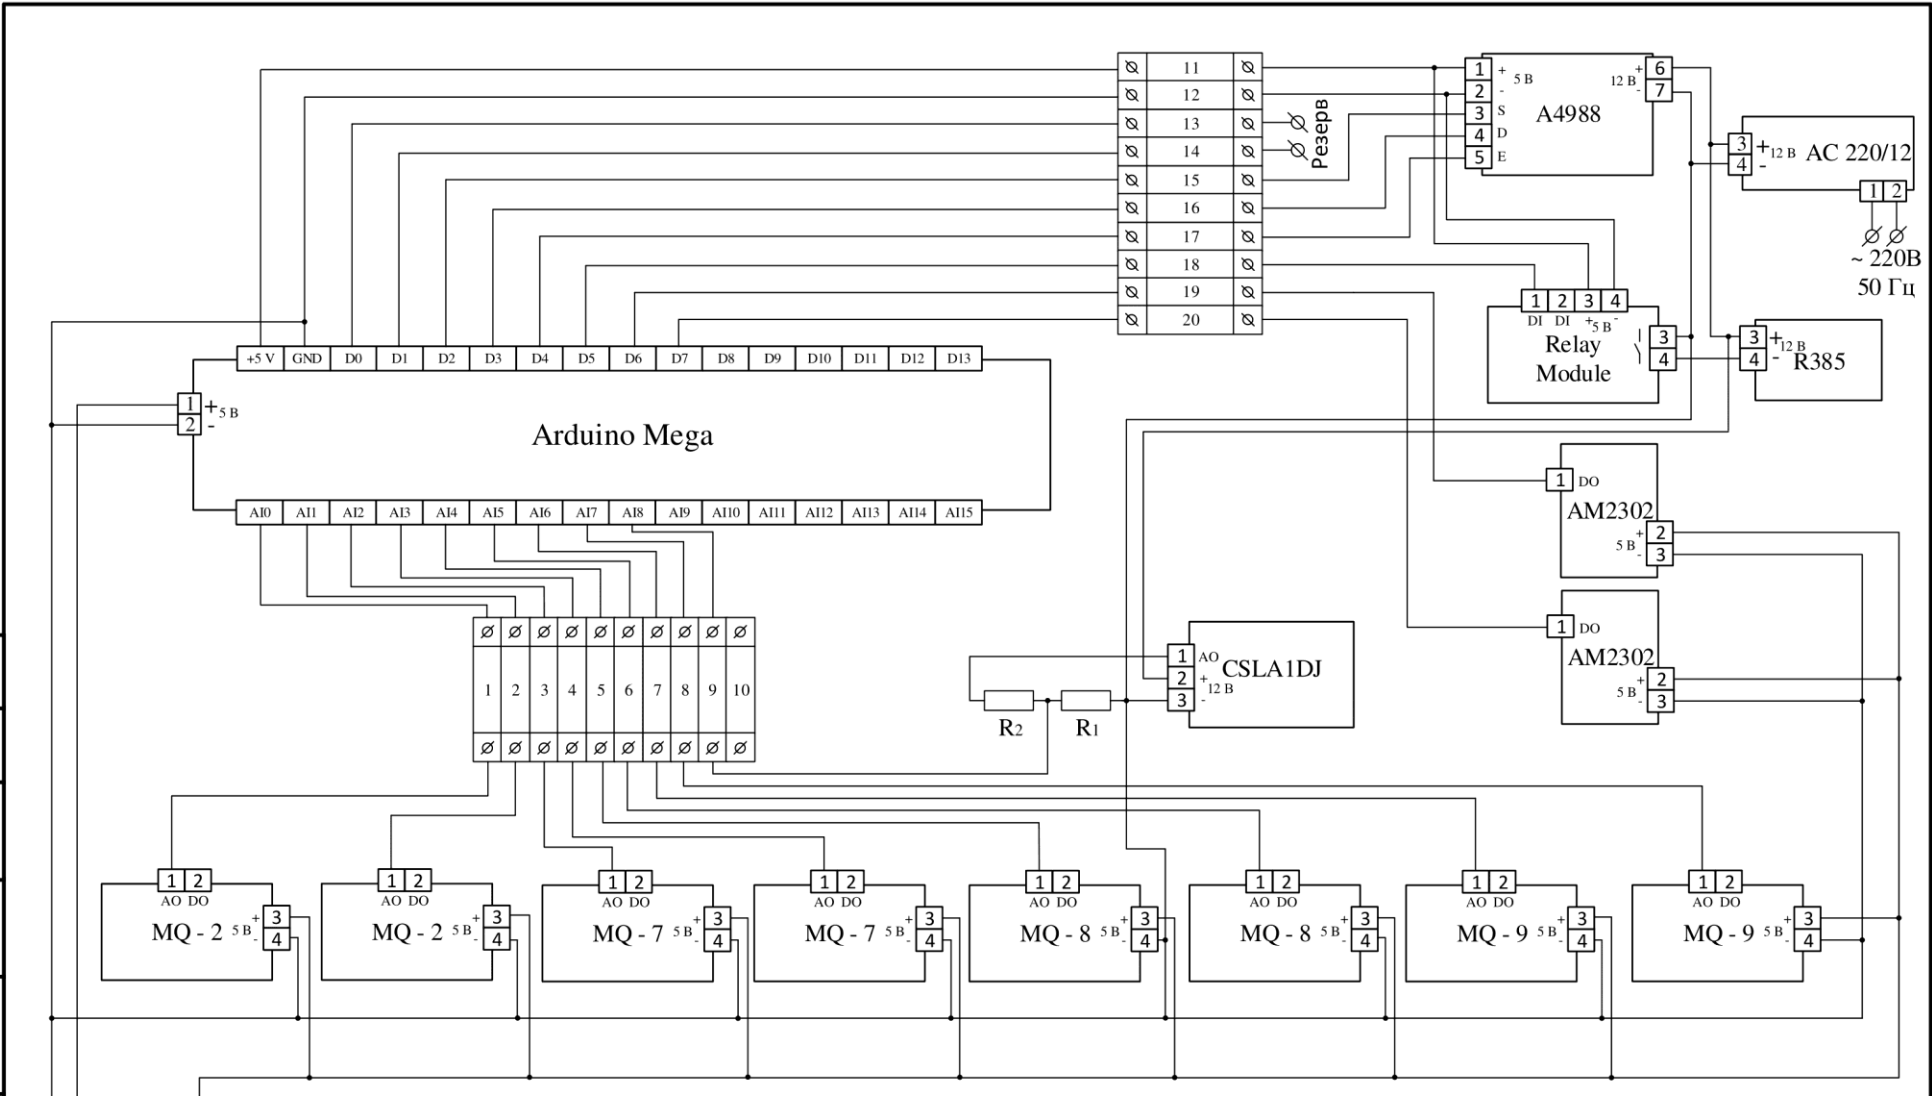 11
12
13
14
15
16
17
18
19
20
Резерв
1 + 5 В
2 -
3 S
4 D
5 E
A4988
12 В + 6
- 7
3 + 12 В
4 -
AC 220/12
1 2
~ 220В
50 Гц
1 2 3 4
DI DI + 5 В -
Relay
Module
3
4
3 + 12 В
4 -
R385
+5 V GND D0 D1 D2 D3 D4 D5 D6 D7 D8 D9 D10 D11 D12 D13
1 + 5 В
2 -
Arduino Mega
AI0 AI1 AI2 AI3 AI4 AI5 AI6 AI7 AI8 AI9 AI10 AI11 AI12 AI13 AI14 AI15
1 DO
AM2302
5 В + 2
- 3
1 DO
AM2302
5 В + 2
- 3
1 2 3 4 5 6 7 8 9 10
1 AO
2 + 12 В
3 -
CSLA1DJ
R2 R1
1 2
AO DO
MQ - 2 5 В + 3
- 4
1 2
AO DO
MQ - 2 5 В + 3
- 4
1 2
AO DO
MQ - 7 5 В + 3
- 4
1 2
AO DO
MQ - 7 5 В + 3
- 4
1 2
AO DO
MQ - 8 5 В + 3
- 4
1 2
AO DO
MQ - 8 5 В + 3
- 4
1 2
AO DO
MQ - 9 5 В + 3
- 4
1 2
AO DO
MQ - 9 5 В + 3
- 4